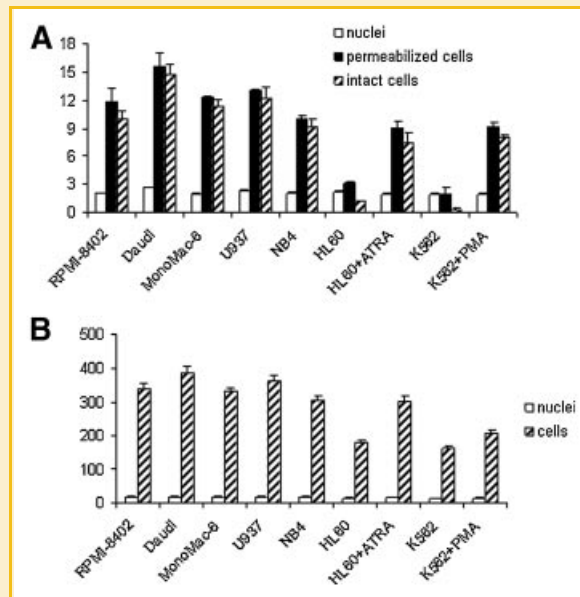 A
nuclei
permeabilized cells
intact cells
18
15
12
9
6
3
0
RPMI-8402
Daudi
MonoMac-6
U937
NB4
HL60
HL60+ATRA
K562
K562+PMA
B
500
400
300
200
100
0
nuclei
cells
RPMI-8402
Daudi
MonoMac-6
U937
NB4
HL60
HL60+ATRA
K562
K562+PMA